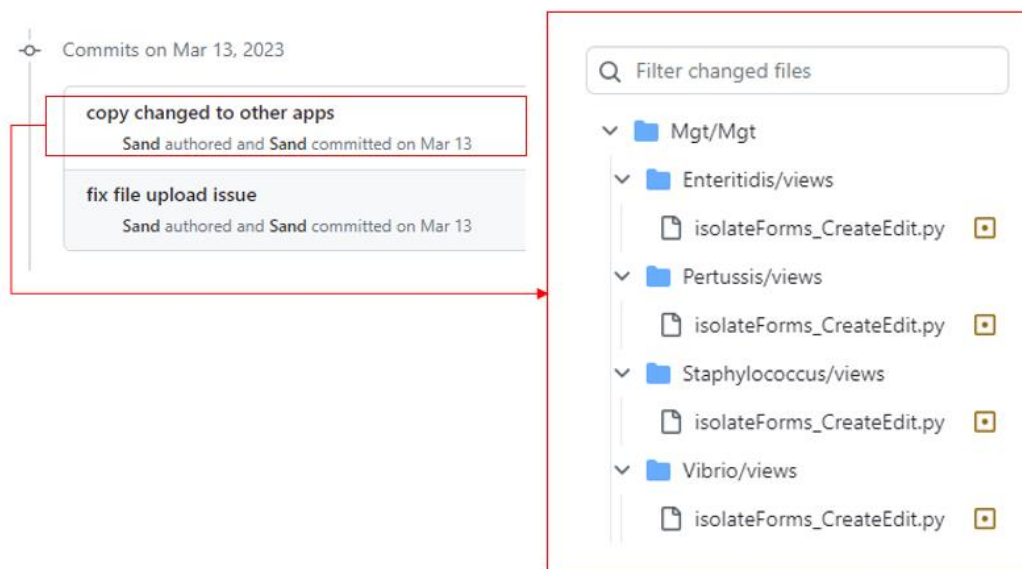 Commits on Mar 13, 2023
copy changed to other apps
Sand authored and Sand committed on Mar 13
fix file upload issue
Sand authored and Sand committed on Mar 13
Filter changed files
Mgt/Mgt
Enteritidis/views
isolateForms_CreateEdit.py
Pertussis/views
isolateForms_CreateEdit.py
Staphylococcus/views
isolateForms_CreateEdit.py
Vibrio/views
isolateForms_CreateEdit.py